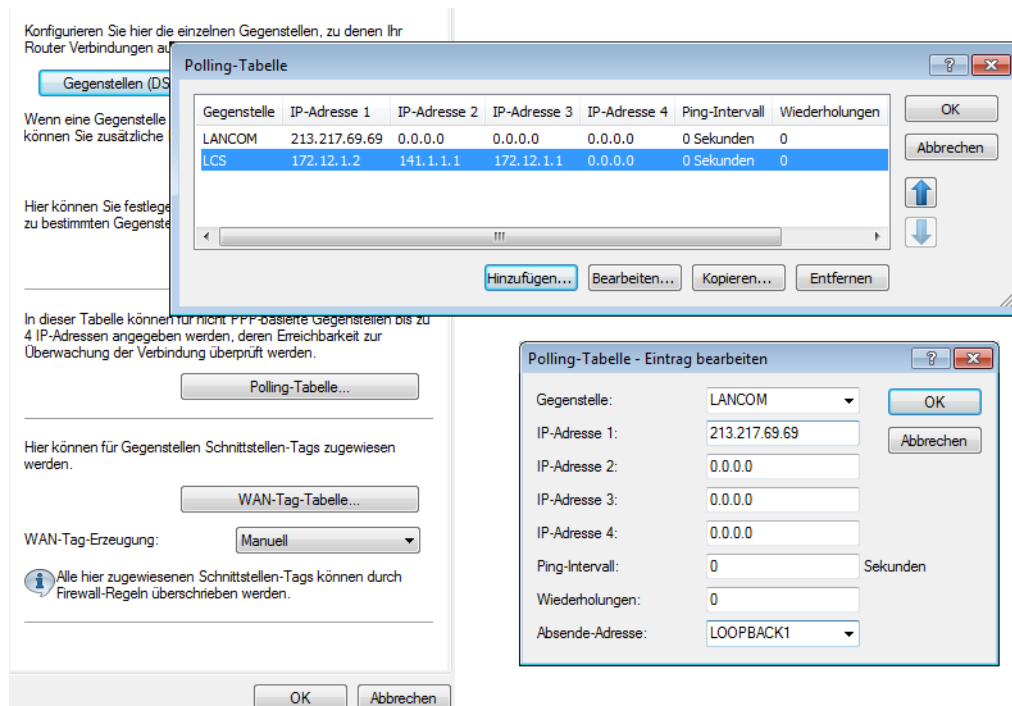 Konfigurieren Sie hier die einzelnen Gegenstellen, zu denen Ihr
Router Verbindungen
Gegenstellen (DS
Wenn eine Gegenstelle
können Sie zusätzliche
Hier können Sie festlege
zu bestimmten Gegenste
Polling-Tabelle
Gegenstelle IP-Adresse 1 IP-Adresse 2 IP-Adresse 3 IP-Adresse 4 Ping-Intervall Wiederholungen
LANCOM 213.217.69.69 0.0.0.0 0.0.0.0 0.0.0.0 0 Sekunden 0
LCS 172.12.1.2 141.1.1.1 172.12.1.1 0.0.0.0 0 Sekunden 0
OK
Abbrechen
Hinzufügen... Bearbeiten... Kopieren... Entfernen
In dieser Tabelle können für nicht PPP-basierte Gegenstellen bis zu
4 IP-Adressen angegeben werden, deren Erreichbarkeit zur
Überwachung der Verbindung überprüft werden.
Polling-Tabelle...
Hier können für Gegenstellen Schnittstellen-Tags zugewiesen
werden.
WAN-Tag-Tabelle...
WAN-Tag-Erzeugung: Manuell
Alle hier zugewiesenen Schnittstellen-Tags können durch
Firewall-Regeln überschrieben werden.
OK Abbrechen
Polling-Tabelle - Eintrag bearbeiten
Gegenstelle: LANCOM
IP-Adresse 1: 213.217.69.69
IP-Adresse 2: 0.0.0.0
IP-Adresse 3: 0.0.0.0
IP-Adresse 4: 0.0.0.0
Ping-Intervall: 0 Sekunden
Wiederholungen: 0
Absende-Adresse: LOOPBACK1
OK
Abbrechen